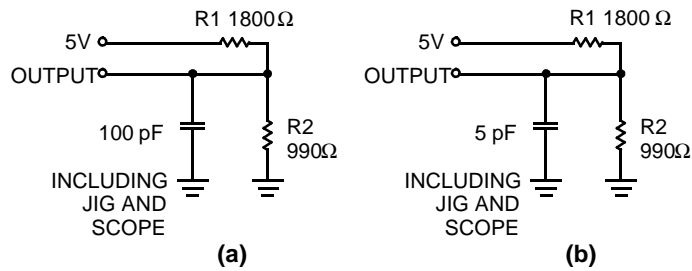 R1 1800 Ω
5V
OUTPUT
100 pF
R2
990Ω
INCLUDING
JIG AND
SCOPE
(a)
R1 1800 Ω
5V
OUTPUT
5 pF
R2
990Ω
INCLUDING
JIG AND
SCOPE
(b)